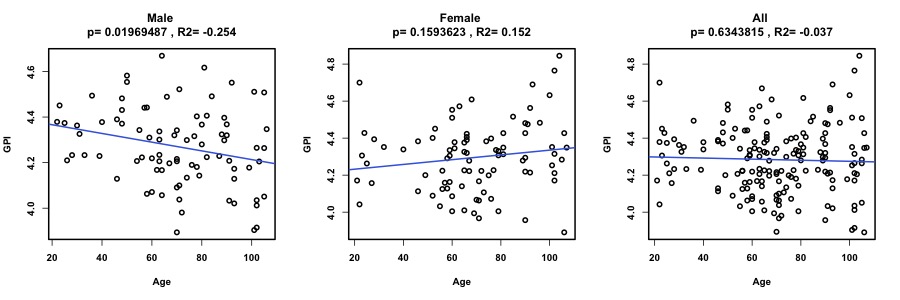 Male
p= 0.01969487 , R2= -0.254
GPI
4.6
4.4
4.2
4.0
20 40 60 80 100
Age
Female
p= 0.1593623 , R2= 0.152
GPI
4.8
4.6
4.4
4.2
4.0
20 40 60 80 100
Age
All
p= 0.6343815 , R2= -0.037
GPI
4.8
4.6
4.4
4.2
4.0
20 40 60 80 100
Age